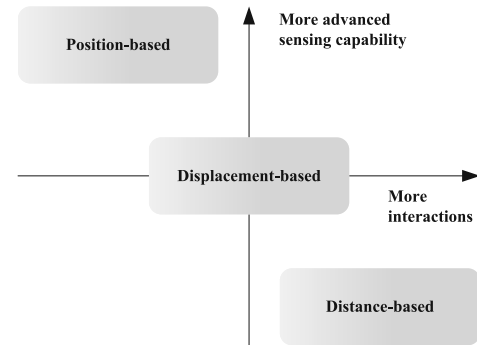 Position-based
More advanced
sensing capability
Displacement-based
More
interactions
Distance-based